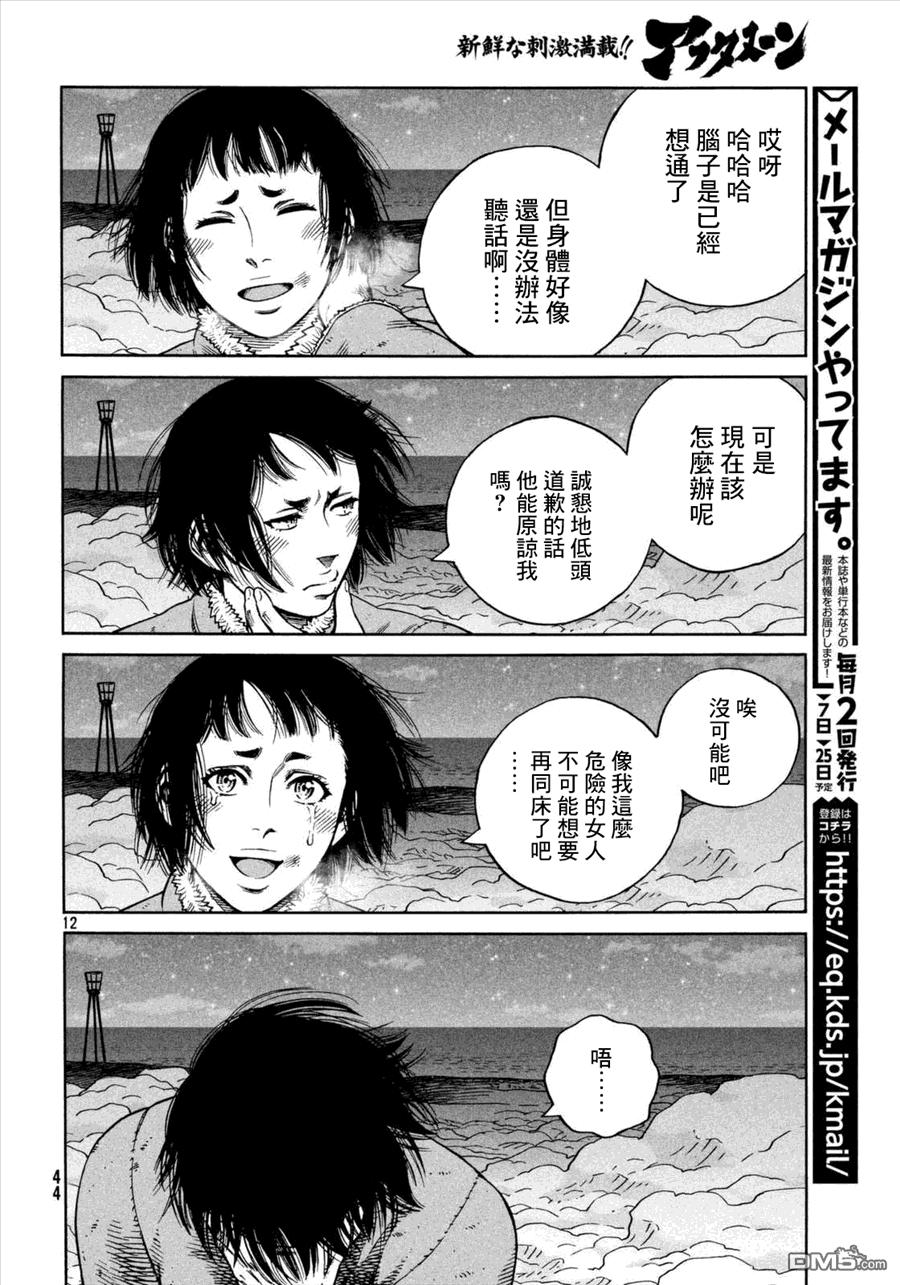 新鮮な刺激満載!!
アフタヌーン
哎呀
哈哈哈
腦子是已經
想通了
但身體好像
還是沒辦法
聽話啊……
可是
現在該
怎麼辦呢
誠懇地低頭
道歉的話
他能原諒我
嗎？
唉
沒可能吧
像我這麼
危險的女人
不可能想要
再同床了吧
……
12
唔
……
44
メールマガジンやってます。
本誌や単行本などの
最新情報をお届けします!
毎月2回発行
▼7日▼25日予定
登録は
コチラ
から!!
https://eq.kds.jp/kmail/
DM5.com